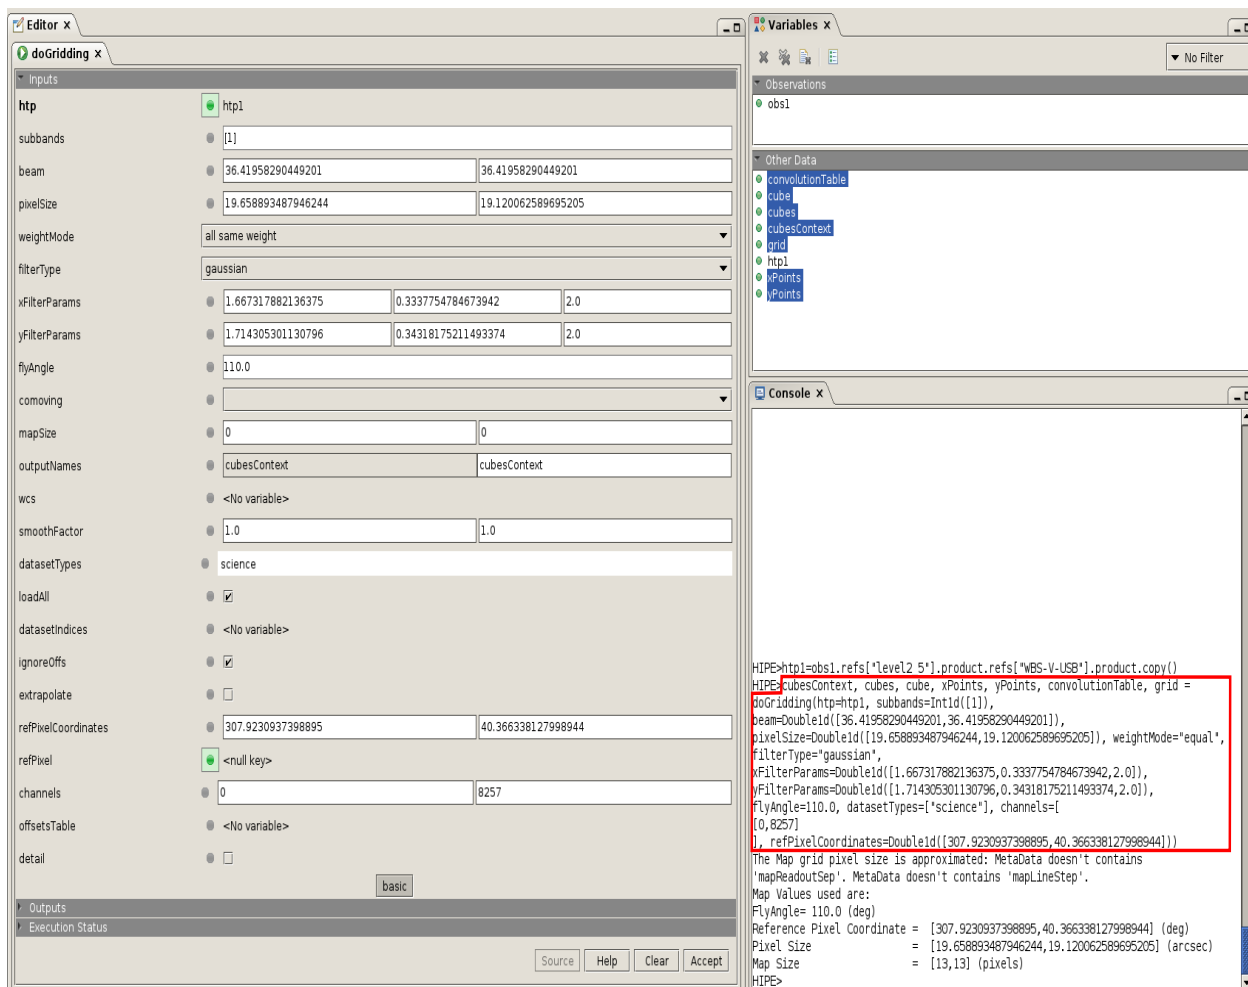 Editor x
doGridding x
Inputs
htp htp1
subbands [1]
beam 36.41958290449201 36.41958290449201
pixelSize 19.658893487946244 19.120062589695205
weightMode all same weight
filterType gaussian
xFilterParams 1.667317882136375 0.3337754784673942 2.0
yFilterParams 1.714305301130796 0.34318175211493374 2.0
flyAngle 110.0
comoving
mapSize 0 0
outputNames cubesContext cubesContext
wcs <No variable>
smoothFactor 1.0 1.0
datasetTypes science
loadAll
datasetIndices <No variable>
ignoreOffs
extrapolate
refPixelCoordinates 307.9230937398895 40.366338127998944
refPixel <null key>
channels 0 8257
offsetsTable <No variable>
detail
basic
Outputs
Execution Status
Source Help Clear Accept
Variables x
No Filter
Observations
obs1
Other Data
convolutionTable
cube
cubes
cubesContext
grid
htp1
xPoints
yPoints
Console x
HIPE>htp1=obs1.refs["level2_5"].product.refs["WBS-V-USB"].product.copy()
HIPE>cubesContext, cubes, cube, xPoints, yPoints, convolutionTable, grid =
doGridding(htp=htp1, subbands=Int1d([1]),
beam=Double1d([36.41958290449201,36.41958290449201]),
pixelSize=Double1d([19.658893487946244,19.120062589695205]), weightMode="equal",
filterType="gaussian",
xFilterParams=Double1d([1.667317882136375,0.3337754784673942,2.0]),
yFilterParams=Double1d([1.714305301130796,0.34318175211493374,2.0]),
flyAngle=110.0, datasetTypes=["science"], channels=[
[0,8257]
], refPixelCoordinates=Double1d([307.9230937398895,40.366338127998944]))
The Map grid pixel size is approximated: MetaData doesn't contains
'mapReadoutSep'. MetaData doesn't contains 'mapLineStep'.
Map Values used are:
FlyAngle= 110.0 (deg)
Reference Pixel Coordinate = [307.9230937398895,40.366338127998944] (deg)
Pixel Size = [19.658893487946244,19.120062589695205] (arcsec)
Map Size = [13,13] (pixels)
HIPE>